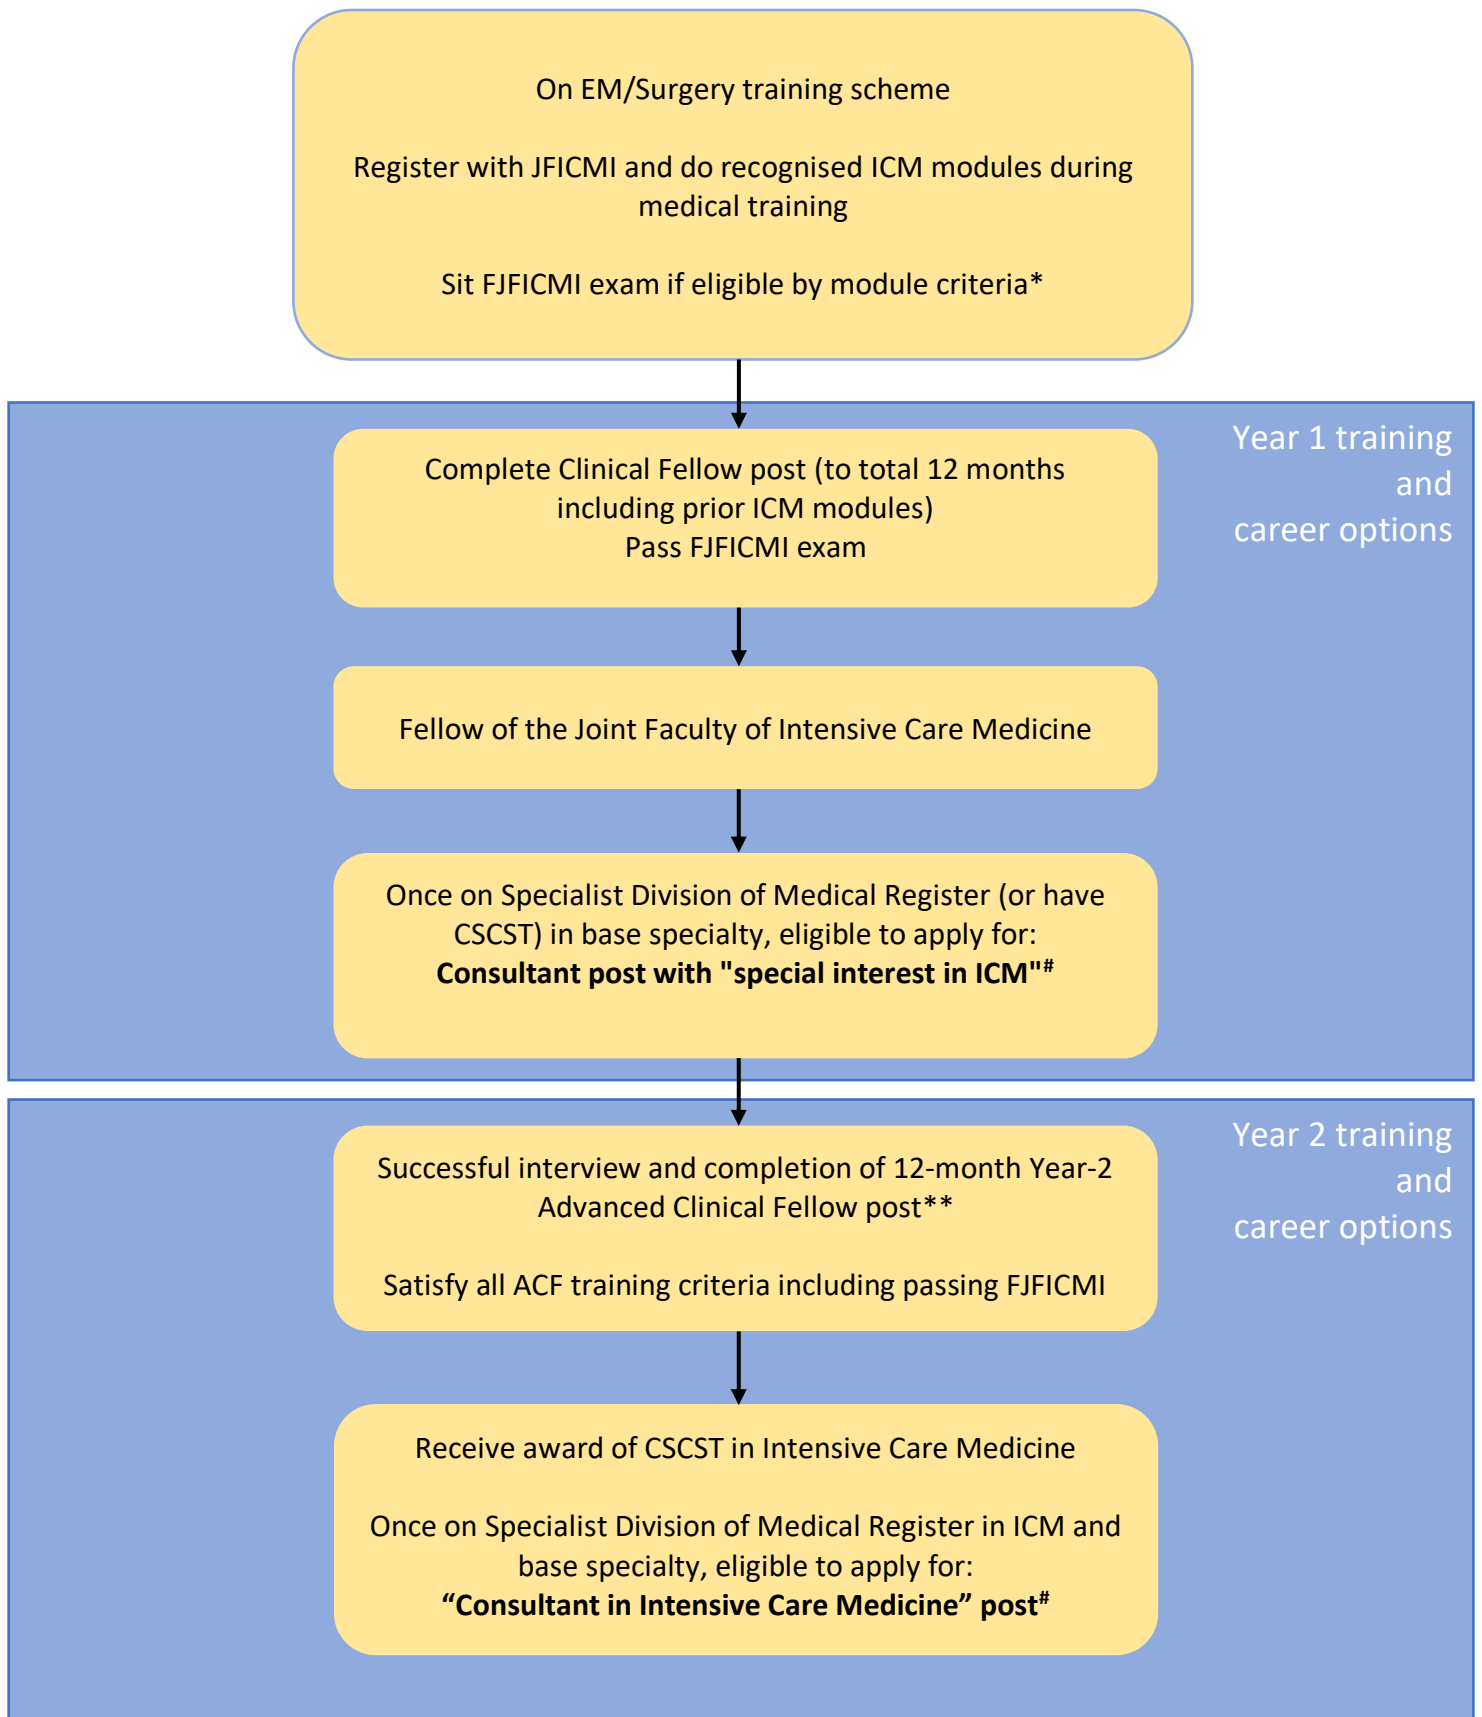 On EM/Surgery training scheme
Register with JFICMI and do recognised ICM modules during
medical training
Sit FJFICMI exam if eligible by module criteria*
Year 1 training
and
career options
Complete Clinical Fellow post (to total 12 months
including prior ICM modules)
Pass FJFICMI exam
Fellow of the Joint Faculty of Intensive Care Medicine
Once on Specialist Division of Medical Register (or have
CSCST) in base specialty, eligible to apply for:
Consultant post with "special interest in ICM"#
Year 2 training
and
career options
Successful interview and completion of 12-month Year-2
Advanced Clinical Fellow post**
Satisfy all ACF training criteria including passing FJFICMI
Receive award of CSCST in Intensive Care Medicine
Once on Specialist Division of Medical Register in ICM and
base specialty, eligible to apply for:
“Consultant in Intensive Care Medicine” post#